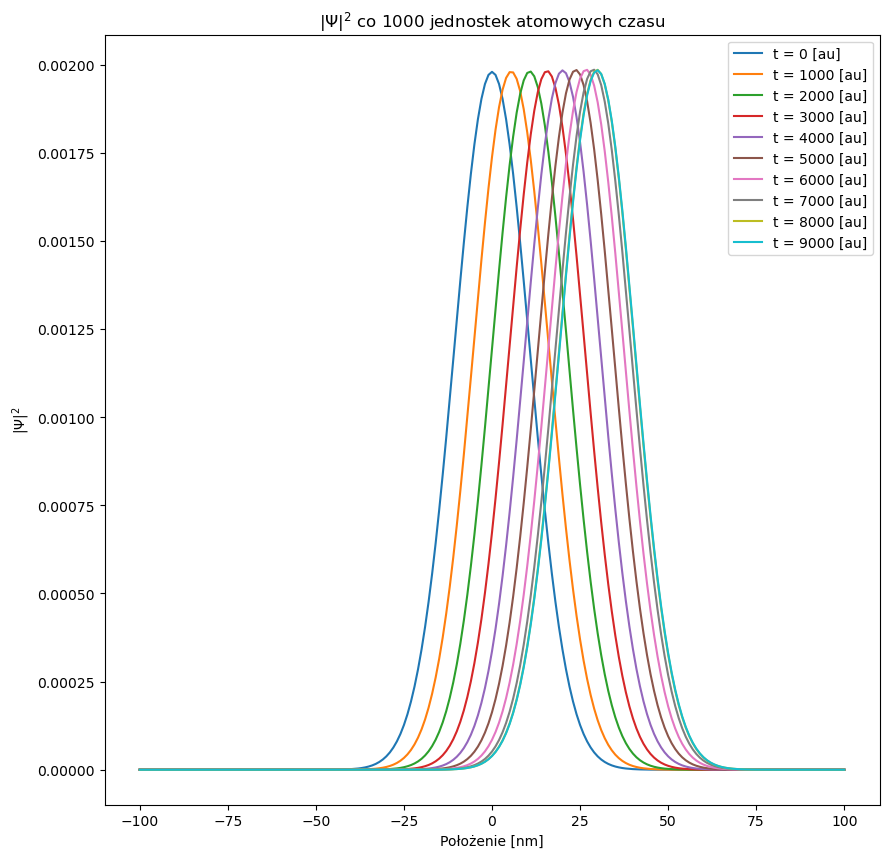 |Ψ|² co 1000 jednostek atomowych czasu
t = 0 [au]
t = 1000 [au]
t = 2000 [au]
t = 3000 [au]
t = 4000 [au]
t = 5000 [au]
t = 6000 [au]
t = 7000 [au]
t = 8000 [au]
t = 9000 [au]
0.00200
0.00175
0.00150
0.00125
0.00100
0.00075
0.00050
0.00025
0.00000
|Ψ|²
−100
−75
−50
−25
0
25
50
75
100
Położenie [nm]